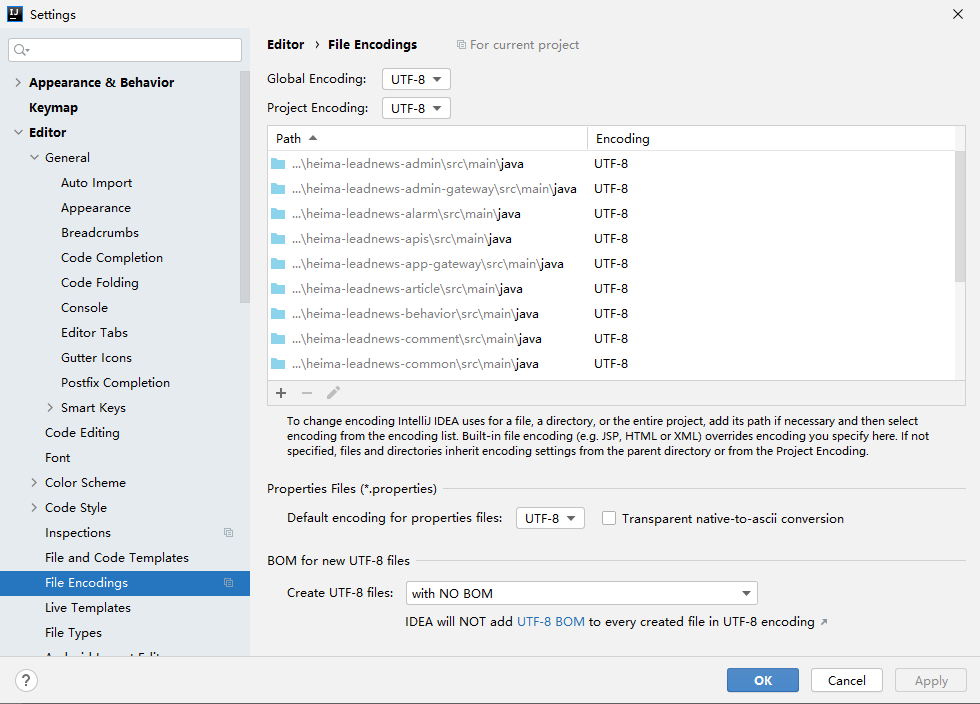 Settings
Appearance & Behavior
Keymap
Editor
General
Auto Import
Appearance
Breadcrumbs
Code Completion
Code Folding
Console
Editor Tabs
Gutter Icons
Postfix Completion
Smart Keys
Code Editing
Font
Color Scheme
Code Style
Inspections
File and Code Templates
File Encodings
Live Templates
File Types
Editor › File Encodings For current project
Global Encoding: UTF-8
Project Encoding: UTF-8
Path Encoding
...\heima-leadnews-admin\src\main\java UTF-8
...\heima-leadnews-admin-gateway\src\main\java UTF-8
...\heima-leadnews-alarm\src\main\java UTF-8
...\heima-leadnews-apis\src\main\java UTF-8
...\heima-leadnews-app-gateway\src\main\java UTF-8
...\heima-leadnews-article\src\main\java UTF-8
...\heima-leadnews-behavior\src\main\java UTF-8
...\heima-leadnews-comment\src\main\java UTF-8
...\heima-leadnews-common\src\main\java UTF-8
To change encoding IntelliJ IDEA uses for a file, a directory, or the entire project, add its path if necessary and then select
encoding from the encoding list. Built-in file encoding (e.g. JSP, HTML or XML) overrides encoding you specify here. If not
specified, files and directories inherit encoding settings from the parent directory or from the Project Encoding.
Properties Files (*.properties)
Default encoding for properties files: UTF-8 Transparent native-to-ascii conversion
BOM for new UTF-8 files
Create UTF-8 files: with NO BOM
IDEA will NOT add UTF-8 BOM to every created file in UTF-8 encoding ↗
? OK Cancel Apply